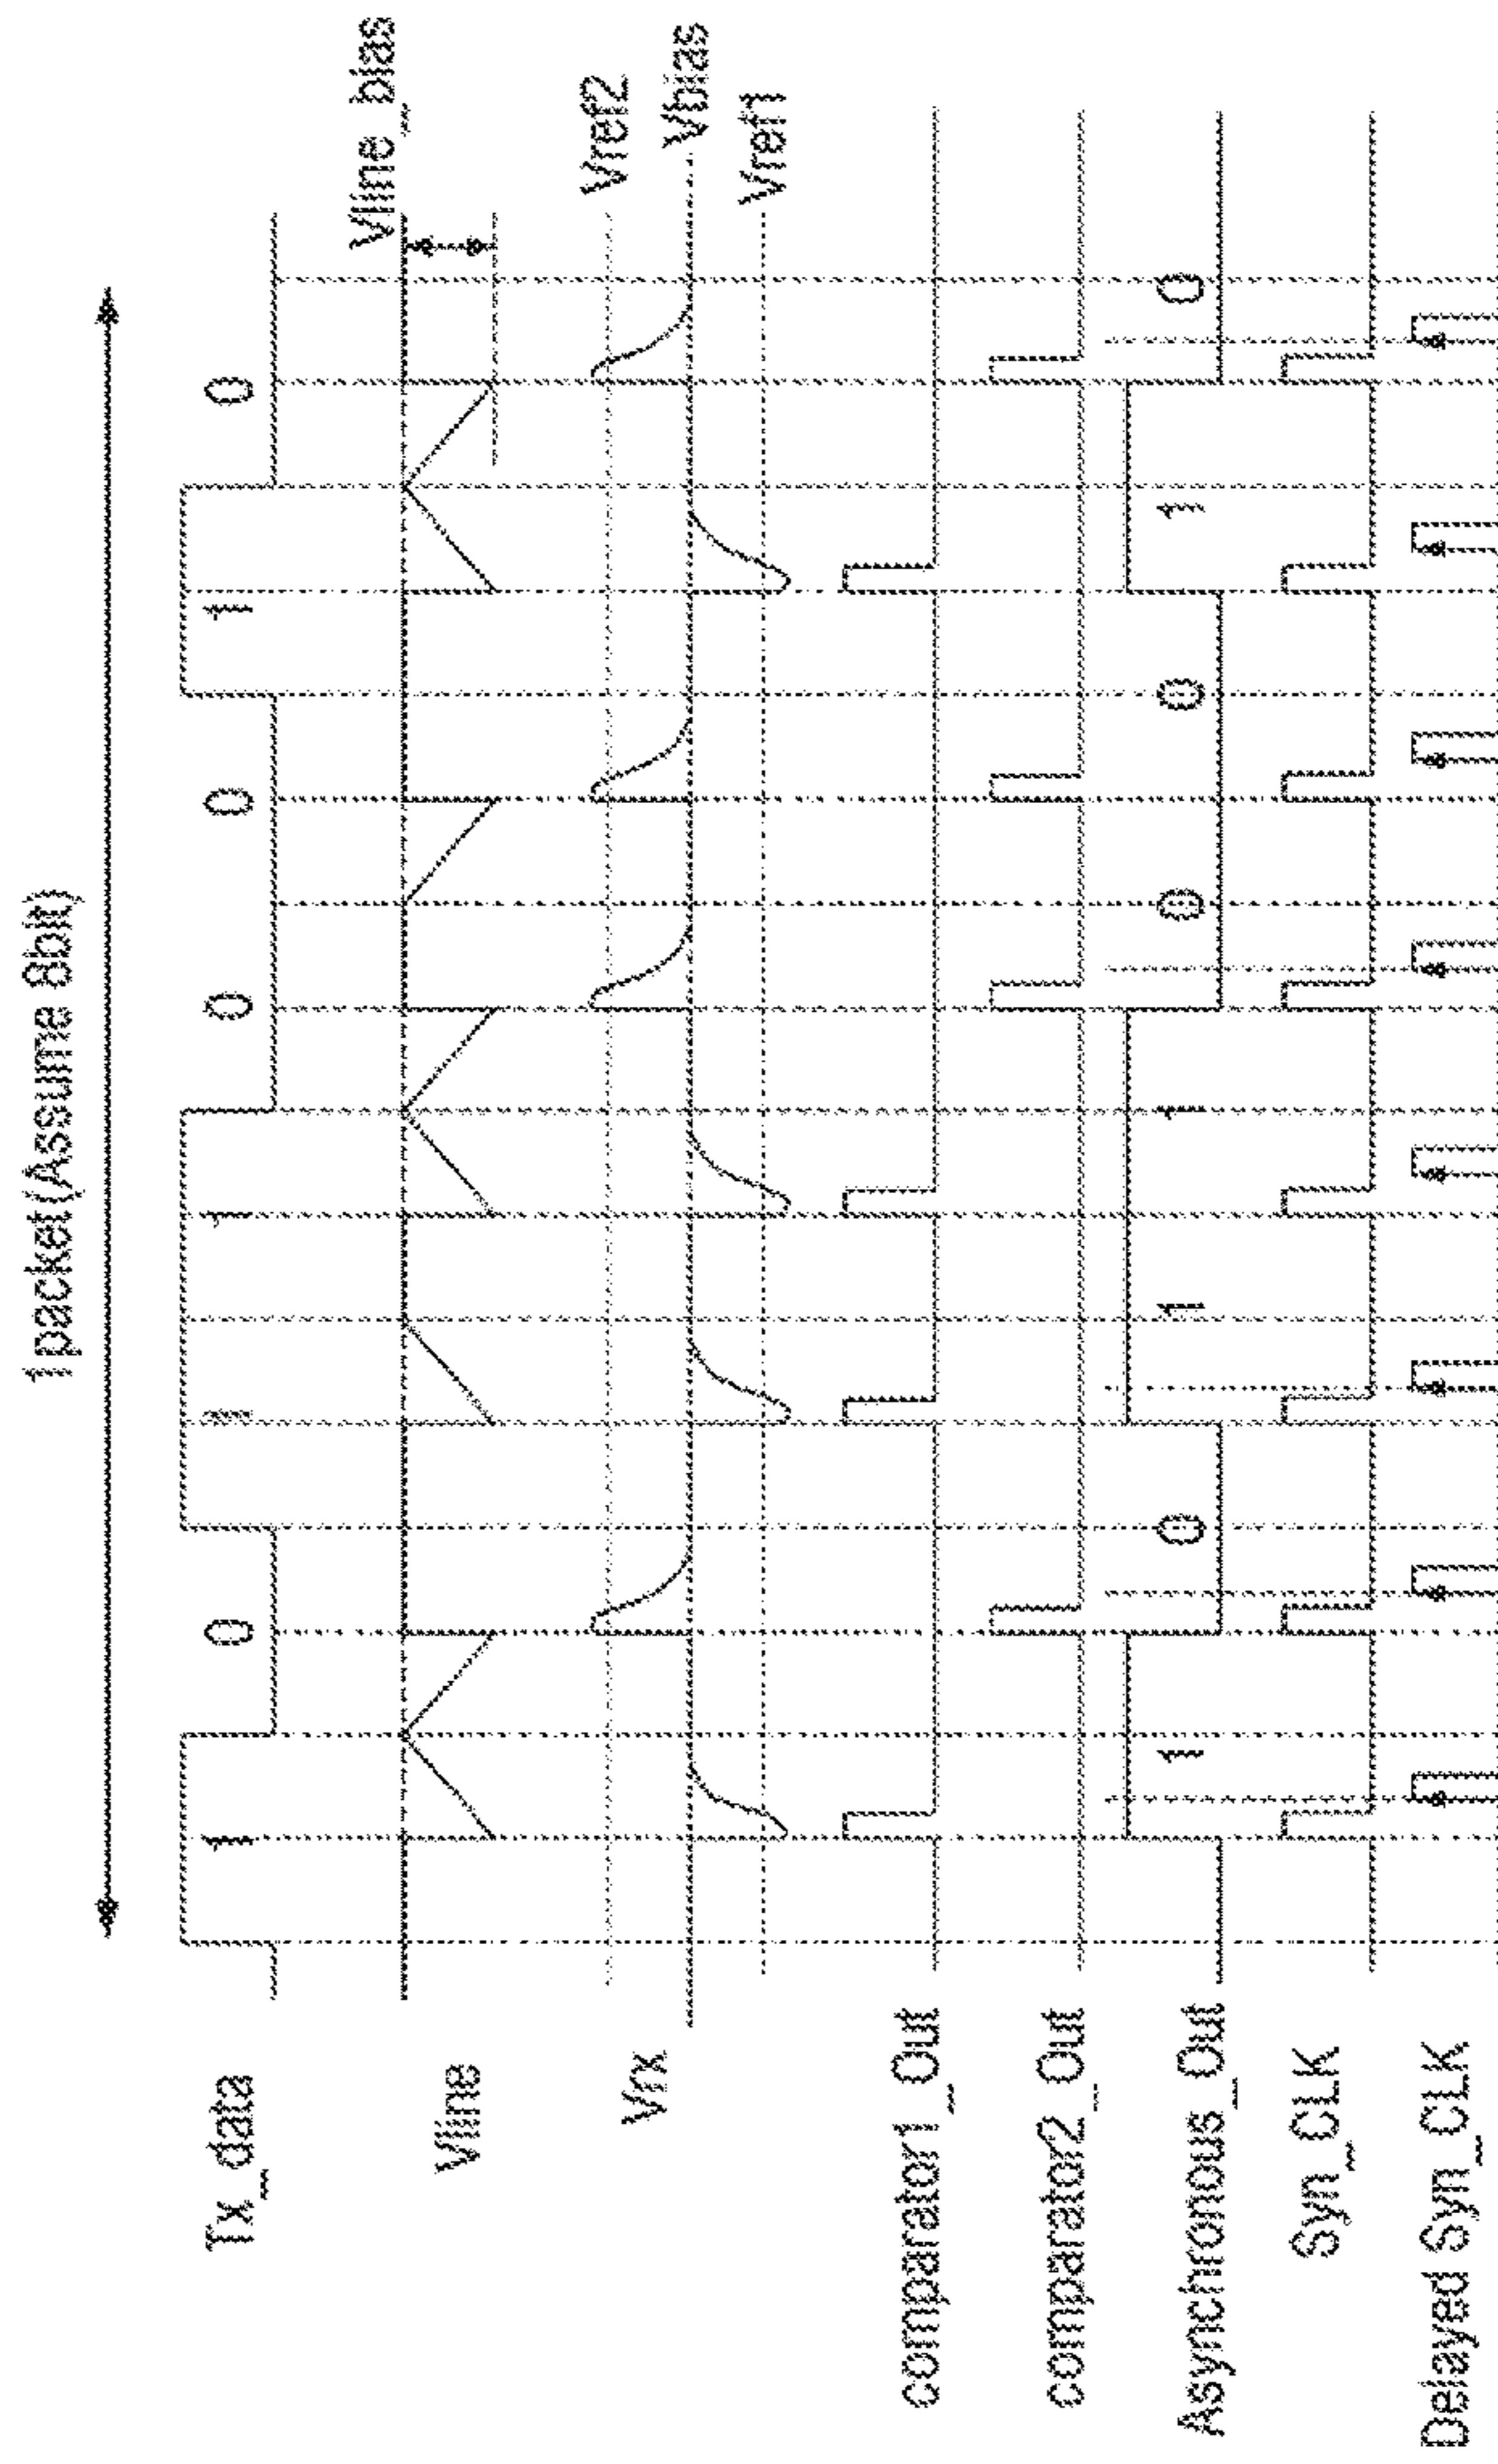 1packet(Assume 8bit)
Tx_data
1 0 1 1 0 0 1 0
Vline
Vline_bias
Vrx
Vref2
Vbias
Vref1
comparator1_Out
comparator2_Out
Asynchronous_Out
1 0 1 1 0 0 1 0
Syn_CLK
Delayed Syn_CLK